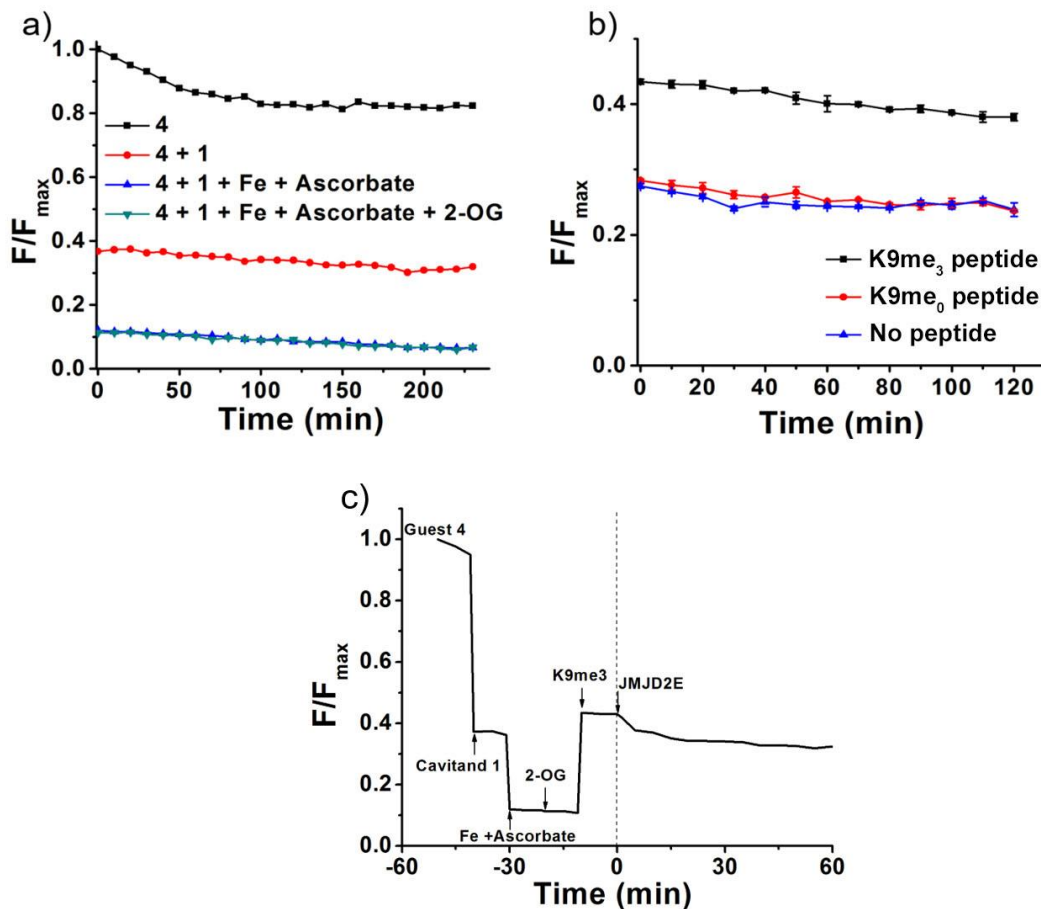 a)
1.0
0.8
0.6
0.4
0.2
0.0
F/Fmax
4
4 + 1
4 + 1 + Fe + Ascorbate
4 + 1 + Fe + Ascorbate + 2-OG
0 50 100 150 200
Time (min)
b)
0.4
0.2
0.0
F/Fmax
K9me3 peptide
K9me0 peptide
No peptide
0 20 40 60 80 100 120
Time (min)
c)
1.0
0.8
0.6
0.4
0.2
0.0
F/Fmax
Guest 4
K9me3
JMJD2E
Cavitand 1
2-OG
Fe +Ascorbate
-60 -30 0 30 60
Time (min)